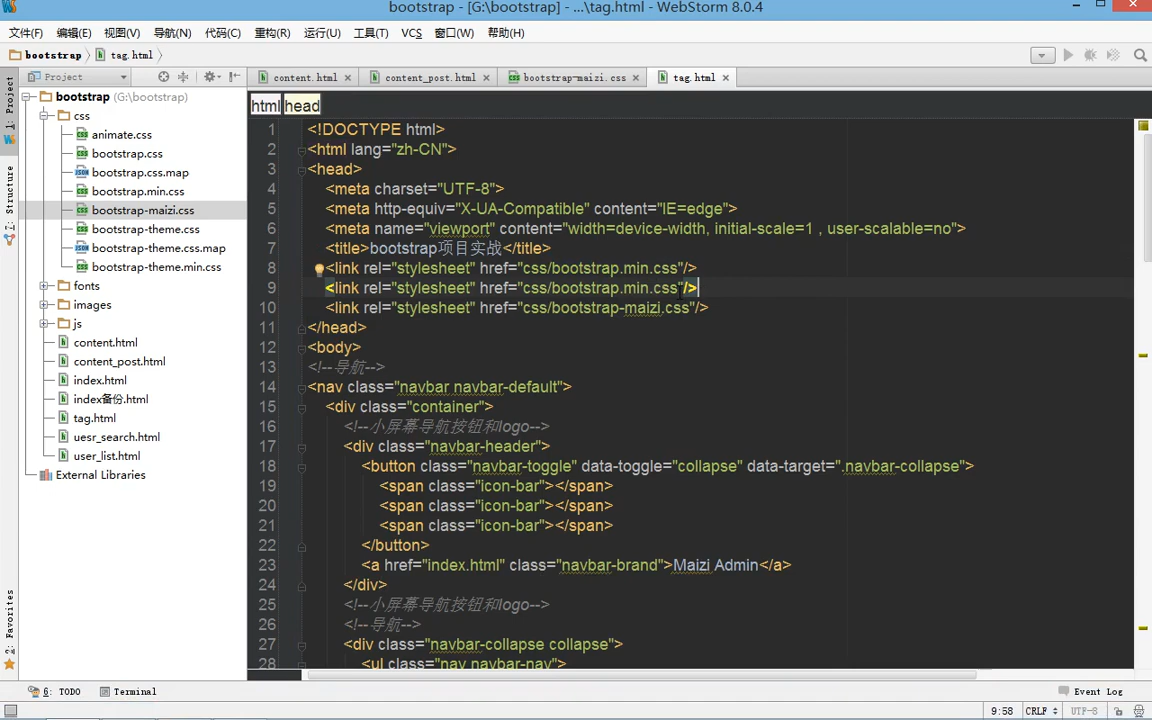 bootstrap - [G:\bootstrap] - ...\tag.html - WebStorm 8.0.4
文件(F) 编辑(E) 视图(V) 导航(N) 代码(C) 重构(R) 运行(U) 工具(T) VCS 窗口(W) 帮助(H)
bootstrap tag.html
Project content.html content_post.html bootstrap-maizi.css tag.html
1: Project
7: Structure
2: Favorites
bootstrap (G:\bootstrap)
css
animate.css
bootstrap.css
bootstrap.css.map
bootstrap.min.css
bootstrap-maizi.css
bootstrap-theme.css
bootstrap-theme.css.map
bootstrap-theme.min.css
fonts
images
js
content.html
content_post.html
index.html
index备份.html
tag.html
uesr_search.html
user_list.html
External Libraries
html head
1 <!DOCTYPE html>
2 <html lang="zh-CN">
3 <head>
4 <meta charset="UTF-8">
5 <meta http-equiv="X-UA-Compatible" content="IE=edge">
6 <meta name="viewport" content="width=device-width, initial-scale=1 , user-scalable=no">
7 <title>bootstrap项目实战</title>
8 <link rel="stylesheet" href="css/bootstrap.min.css"/>
9 <link rel="stylesheet" href="css/bootstrap.min.css"/>
10 <link rel="stylesheet" href="css/bootstrap-maizi.css"/>
11 </head>
12 <body>
13 <!--导航-->
14 <nav class="navbar navbar-default">
15 <div class="container">
16 <!--小屏幕导航按钮和logo-->
17 <div class="navbar-header">
18 <button class="navbar-toggle" data-toggle="collapse" data-target=".navbar-collapse">
19 <span class="icon-bar"></span>
20 <span class="icon-bar"></span>
21 <span class="icon-bar"></span>
22 </button>
23 <a href="index.html" class="navbar-brand">Maizi Admin</a>
24 </div>
25 <!--小屏幕导航按钮和logo-->
26 <!--导航-->
27 <div class="navbar-collapse collapse">
28 <ul class="nav navbar-nav">
6: TODO Terminal Event Log
9:58 CRLF UTF-8